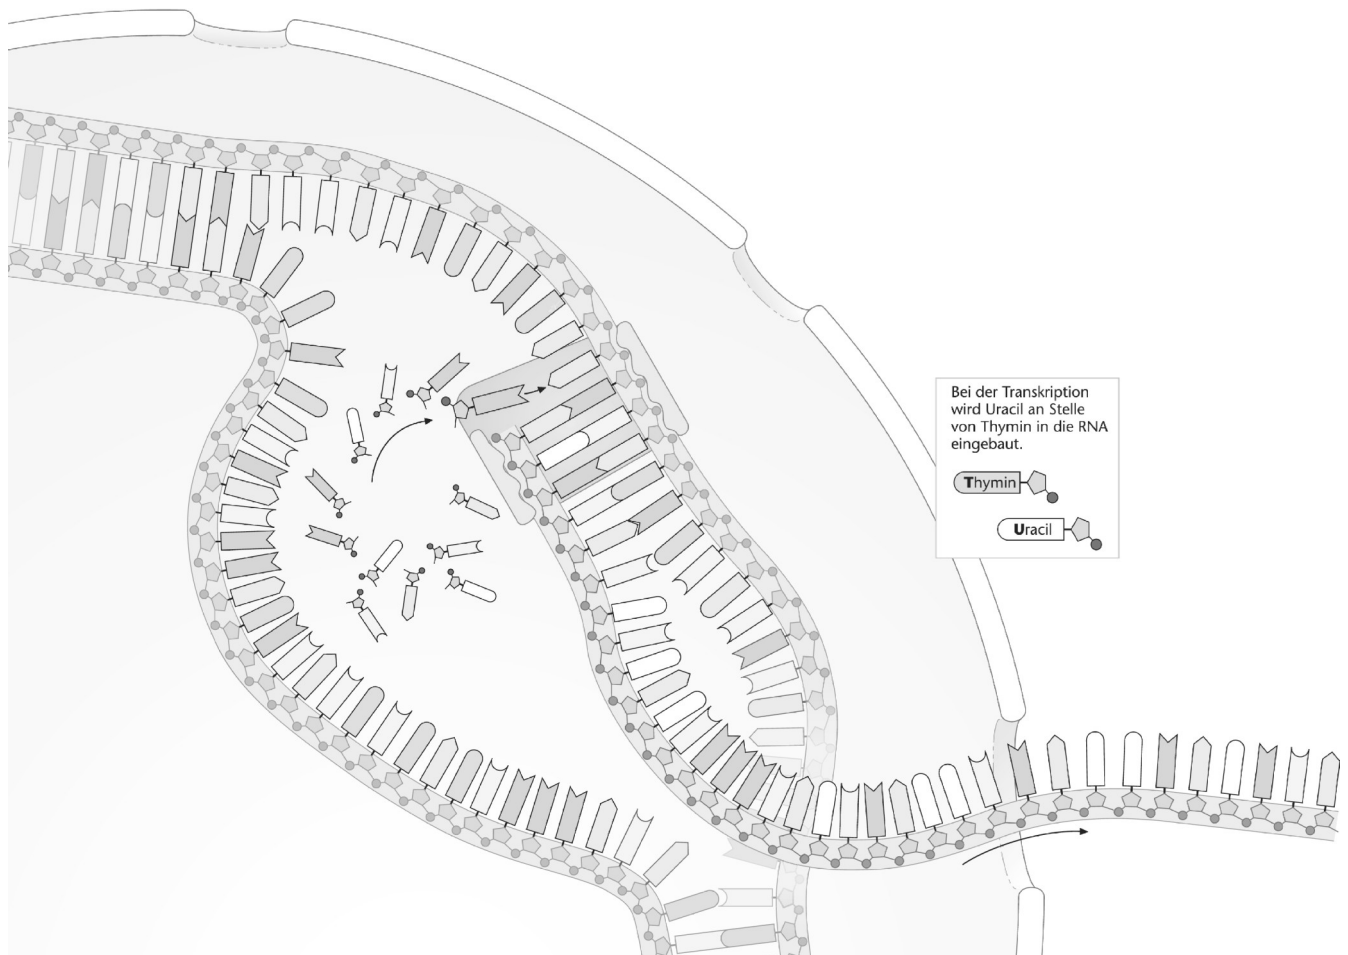 Bei der Transkription
wird Uracil an Stelle
von Thymin in die RNA
eingebaut.
Thymin
Uracil